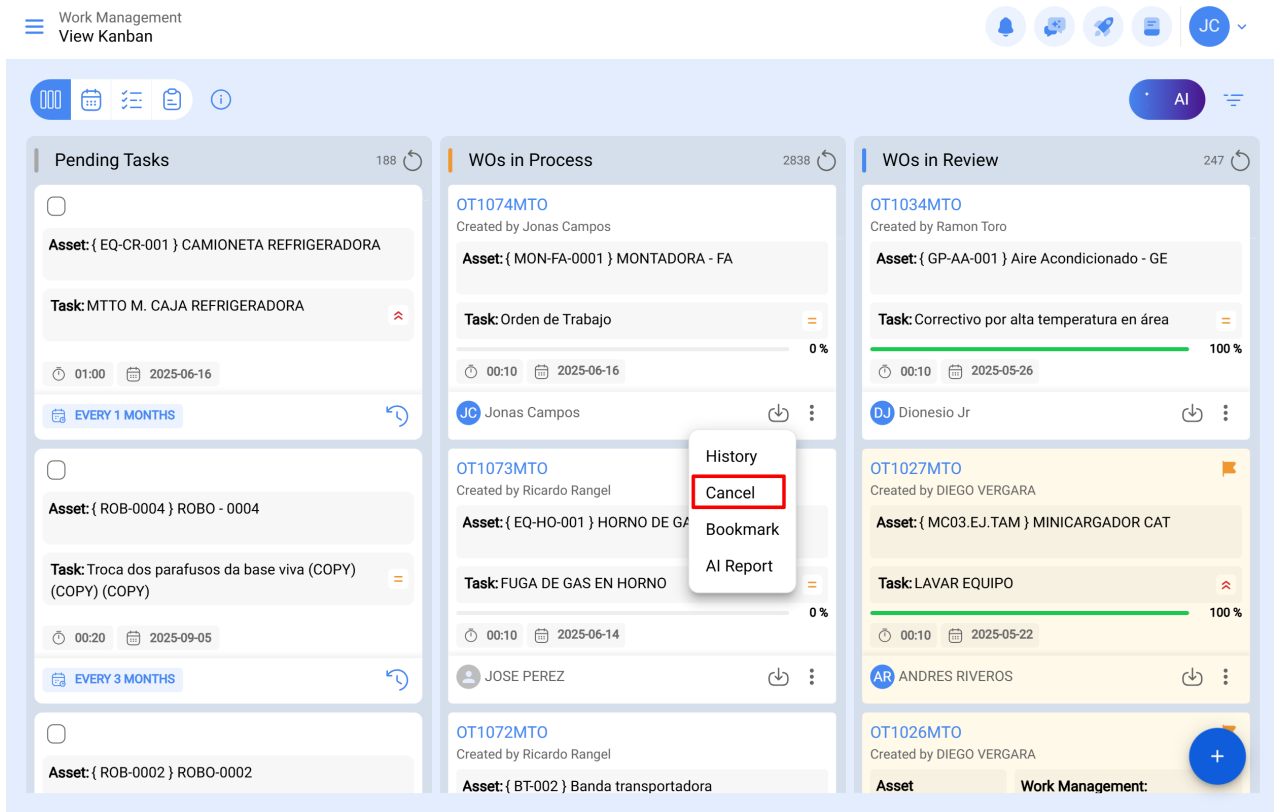 Work Management
View Kanban
JC
AI
Pending Tasks 188
Asset: { EQ-CR-001 } CAMIONETA REFRIGERADORA
Task: MTTO M. CAJA REFRIGERADORA
01:00 2025-06-16
EVERY 1 MONTHS
Asset: { ROB-0004 } ROBO - 0004
Task: Troca dos parafusos da base viva (COPY)
(COPY) (COPY)
00:20 2025-09-05
EVERY 3 MONTHS
Asset: { ROB-0002 } ROBO-0002
WOs in Process 2838
OT1074MTO
Created by Jonas Campos
Asset: { MON-FA-0001 } MONTADORA - FA
Task: Orden de Trabajo
0 %
00:10 2025-06-16
JC Jonas Campos
History
Cancel
Bookmark
AI Report
OT1073MTO
Created by Ricardo Rangel
Asset: { EQ-HO-001 } HORNO DE GA
Task: FUGA DE GAS EN HORNO
0 %
00:10 2025-06-14
JOSE PEREZ
OT1072MTO
Created by Ricardo Rangel
Asset: { BT-002 } Banda transportadora
WOs in Review 247
OT1034MTO
Created by Ramon Toro
Asset: { GP-AA-001 } Aire Acondicionado - GE
Task: Correctivo por alta temperatura en área
100 %
00:10 2025-05-26
DJ Dionesio Jr
OT1027MTO
Created by DIEGO VERGARA
Asset: { MC03.EJ.TAM } MINICARGADOR CAT
Task: LAVAR EQUIPO
100 %
00:10 2025-05-22
AR ANDRES RIVEROS
OT1026MTO
Created by DIEGO VERGARA
Asset Work Management: